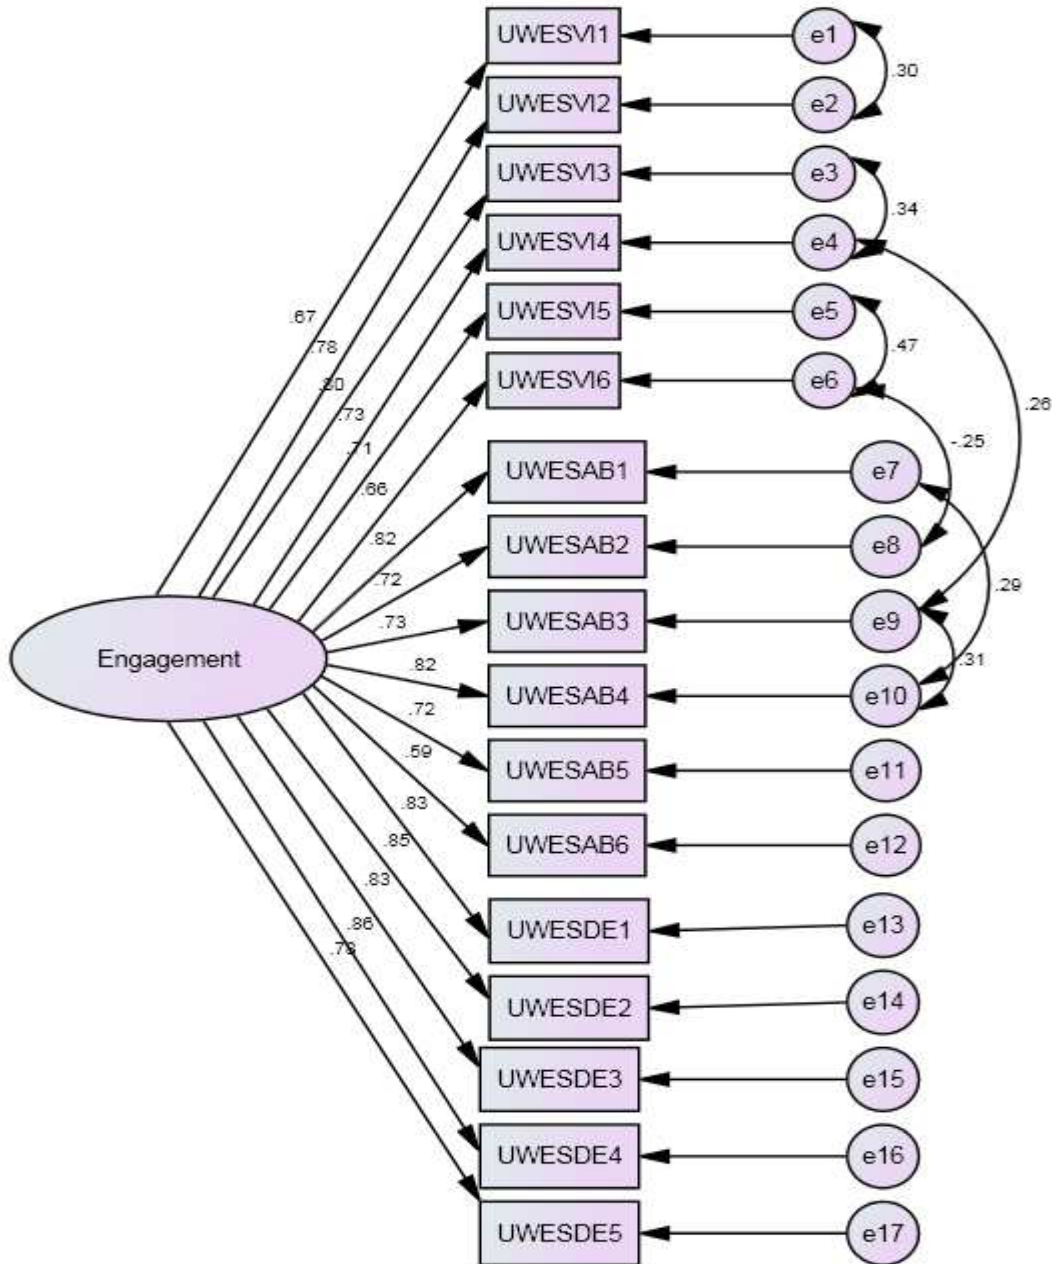 UWESVI1
e1
.30
UWESVI2
e2
UWESVI3
e3
.34
UWESVI4
e4
UWESVI5
e5
.67
.78
.47
UWESVI6
e6
.80
.26
.73
.71
-.25
UWESAB1
e7
.66
.82
UWESAB2
e8
.72
.29
UWESAB3
e9
.73
Engagement
.31
.82
UWESAB4
e10
.72
.59
UWESAB5
e11
.83
.85
UWESAB6
e12
.83
.86
UWESDE1
e13
UWESDE2
e14
UWESDE3
e15
UWESDE4
e16
UWESDE5
e17